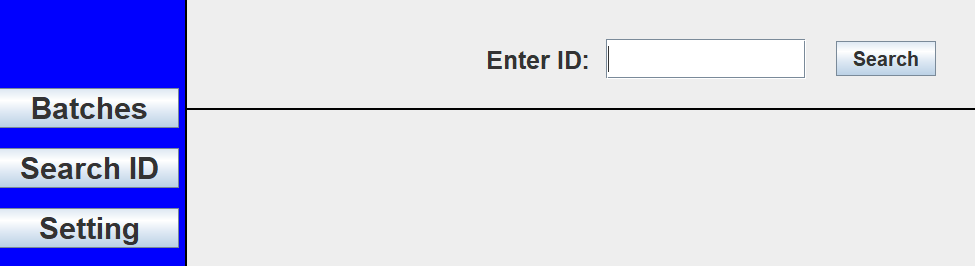 Enter ID:
Search
Batches
Search ID
Setting